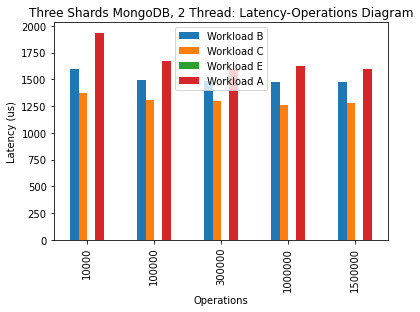 Three Shards MongoDB, 2 Thread: Latency-Operations Diagram
2000
1750
1500
1250
1000
750
500
250
0
Latency (us)
Workload B
Workload C
Workload E
Workload A
10000
100000
300000
1000000
1500000
Operations